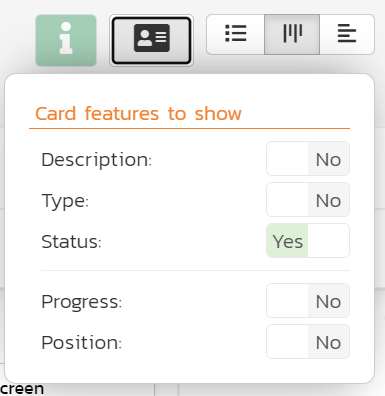 Card features to show
Description: No
Type: No
Status: Yes
Progress: No
Position: No
creen